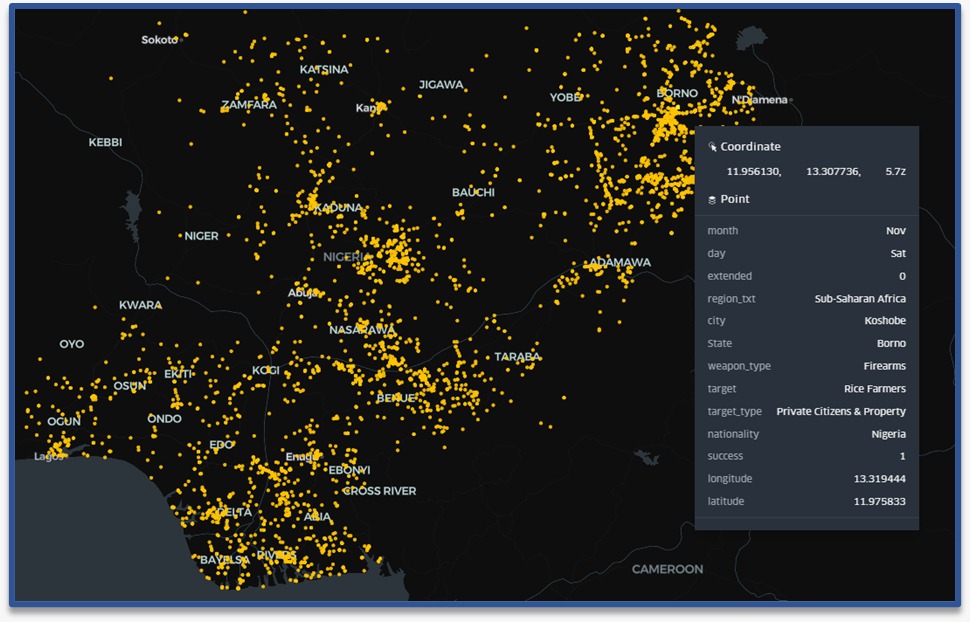 Sokoto
KATSINA
JIGAWA
ZAMFARA
Kano
YOBE
BORNO
N'Djamena
KEBBI
BAUCHI
KADUNA
NIGER
NIGERIA
ADAMAWA
Abuja
KWARA
NASARAWA
OYO
TARABA
EKITI
KOGI
OSUN
BENUE
OGUN
ONDO
EDO
Lagos
Enugu
EBONYI
CROSS RIVER
DELTA
ABIA
BAYELSA
RIVERS
CAMEROON
Coordinate
11.956130, 13.307736, 5.7z
Point
month Nov
day Sat
extended 0
region_txt Sub-Saharan Africa
city Koshobe
State Borno
weapon_type Firearms
target Rice Farmers
target_type Private Citizens & Property
nationality Nigeria
success 1
longitude 13.319444
latitude 11.975833